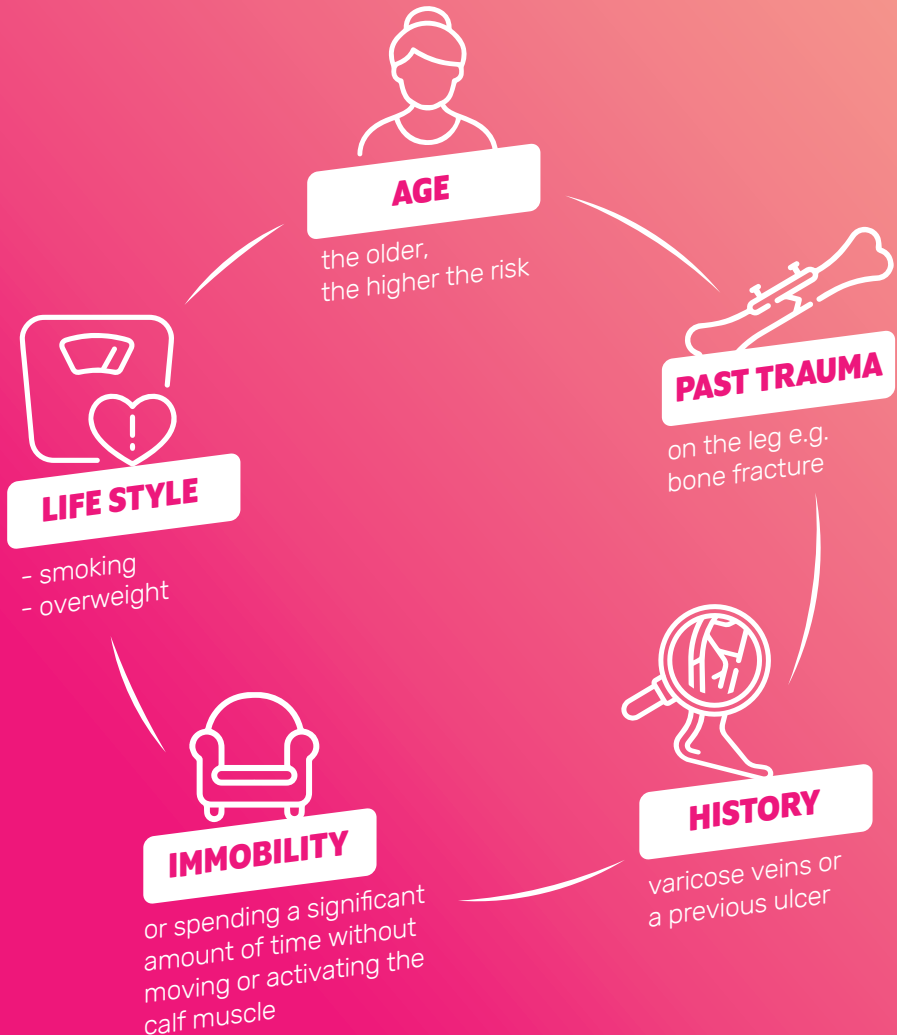 AGE
the older,
the higher the risk
PAST TRAUMA
on the leg e.g.
bone fracture
HISTORY
varicose veins or
a previous ulcer
IMMOBILITY
or spending a significant
amount of time without
moving or activating the
calf muscle
LIFE STYLE
- smoking
- overweight